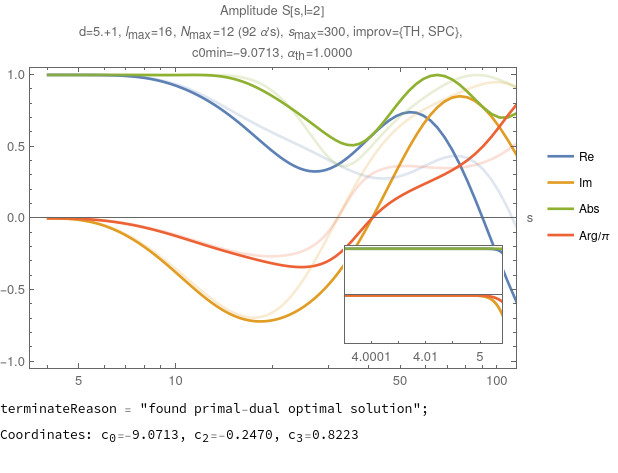 Amplitude S[s,l=2]
d=5.+1, lmax=16, Nmax=12 (92 α's), smax=300, improv={TH, SPC},
c0min=-9.0713, αth=1.0000
1.0
0.5
0.0
-0.5
-1.0
5
10
50
100
s
4.0001
4.01
5
Re
Im
Abs
Arg/π
terminateReason = "found primal-dual optimal solution";
Coordinates: c0=-9.0713, c2=-0.2470, c3=0.8223